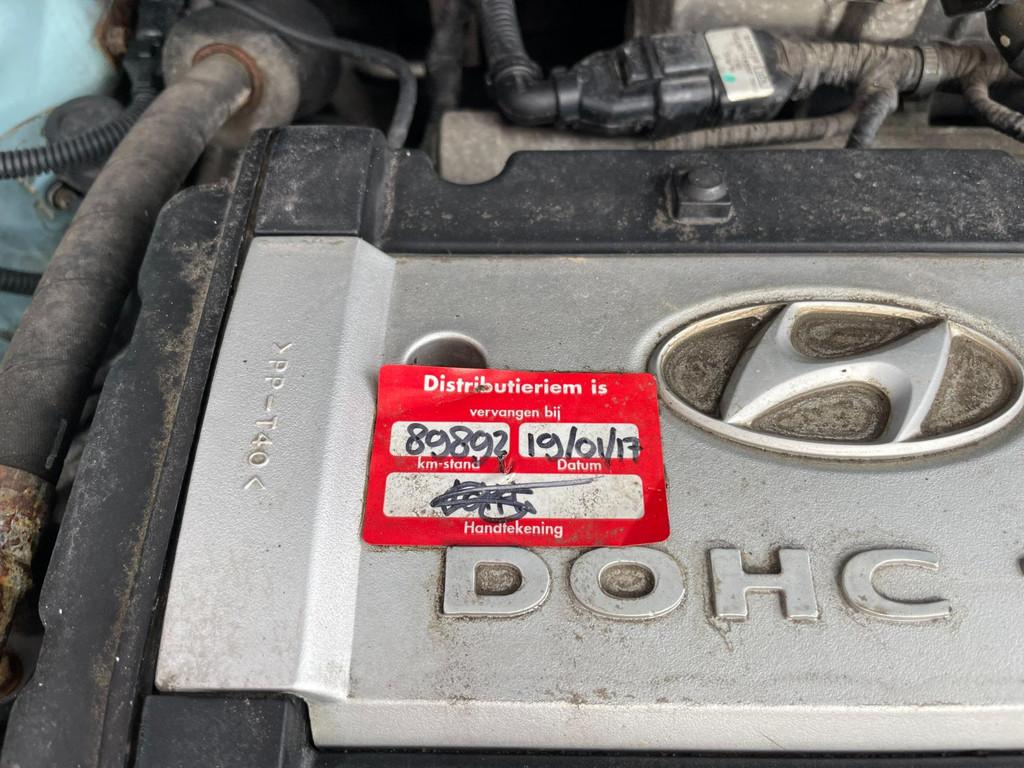 >PP-T40<
Distributieriem is
vervangen bij
89892 19/01/17
km-stand Datum
Handtekening
DOHC